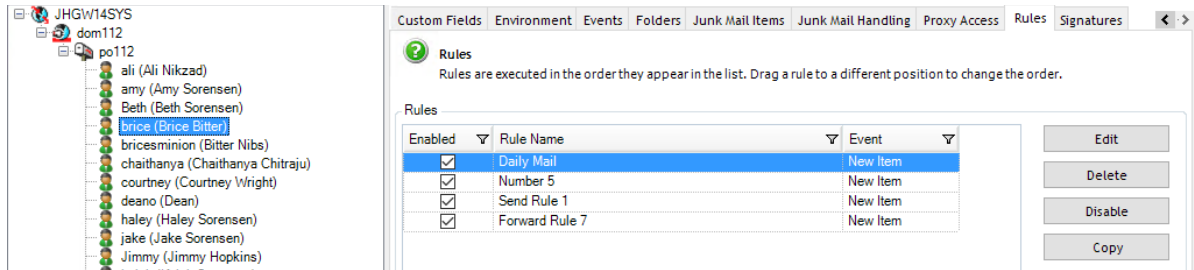 JHGW14SYS
dom112
po112
ali (Ali Nikzad)
amy (Amy Sorensen)
Beth (Beth Sorensen)
brice (Brice Bitter)
bricesminion (Bitter Nibs)
chaithanya (Chaithanya Chitraju)
courtney (Courtney Wright)
deano (Dean)
haley (Haley Sorensen)
jake (Jake Sorensen)
Jimmy (Jimmy Hopkins)
Custom Fields Environment Events Folders Junk Mail Items Junk Mail Handling Proxy Access Rules Signatures
Rules
Rules are executed in the order they appear in the list. Drag a rule to a different position to change the order.
Rules
Enabled Rule Name Event
Daily Mail New Item
Number 5 New Item
Send Rule 1 New Item
Forward Rule 7 New Item
Edit
Delete
Disable
Copy